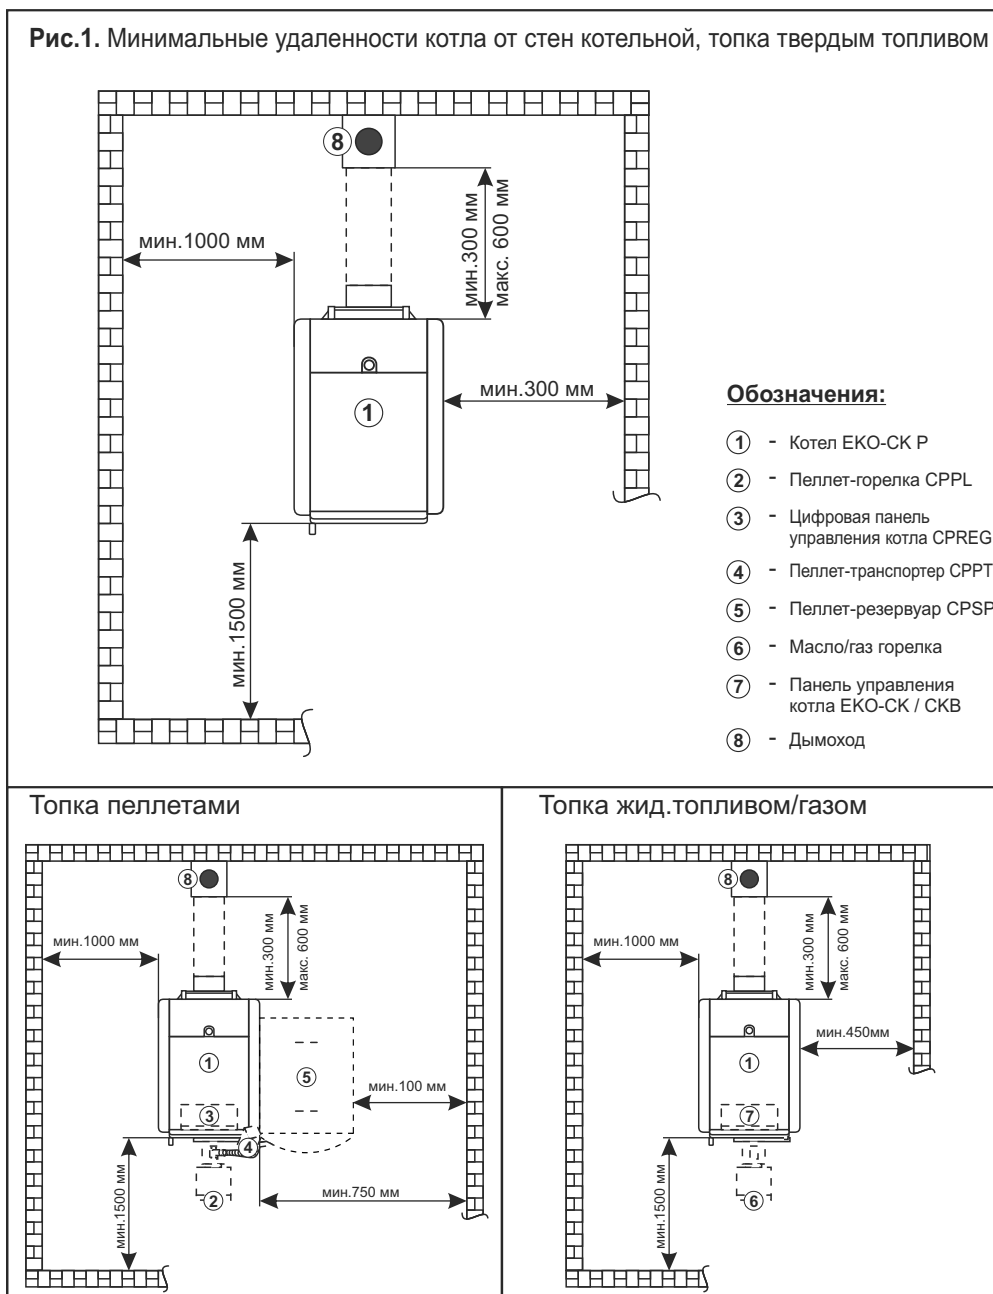 Рис.1. Минимальные удаленности котла от стен котельной, топка твердым топливом
8
мин.1000 мм
мин.300 мм
макс. 600 мм
1
мин.300 мм
мин.1500 мм
Обозначения:
1 - Котел EKO-CK P
2 - Пеллет-горелка CPPL
3 - Цифровая панель
управления котла CPREG
4 - Пеллет-транспортер CPPT
5 - Пеллет-резервуар CPSP
6 - Масло/газ горелка
7 - Панель управления
котла EKO-CK / CKB
8 - Дымоход
Топка пеллетами
8
мин.1000 мм
мин.300 мм
макс. 600 мм
1
5
мин.100 мм
3
4
2
мин.750 мм
мин.1500 мм
Топка жид.топливом/газом
8
мин.1000 мм
мин.300 мм
макс. 600 мм
мин.450мм
1
7
6
мин.1500 мм